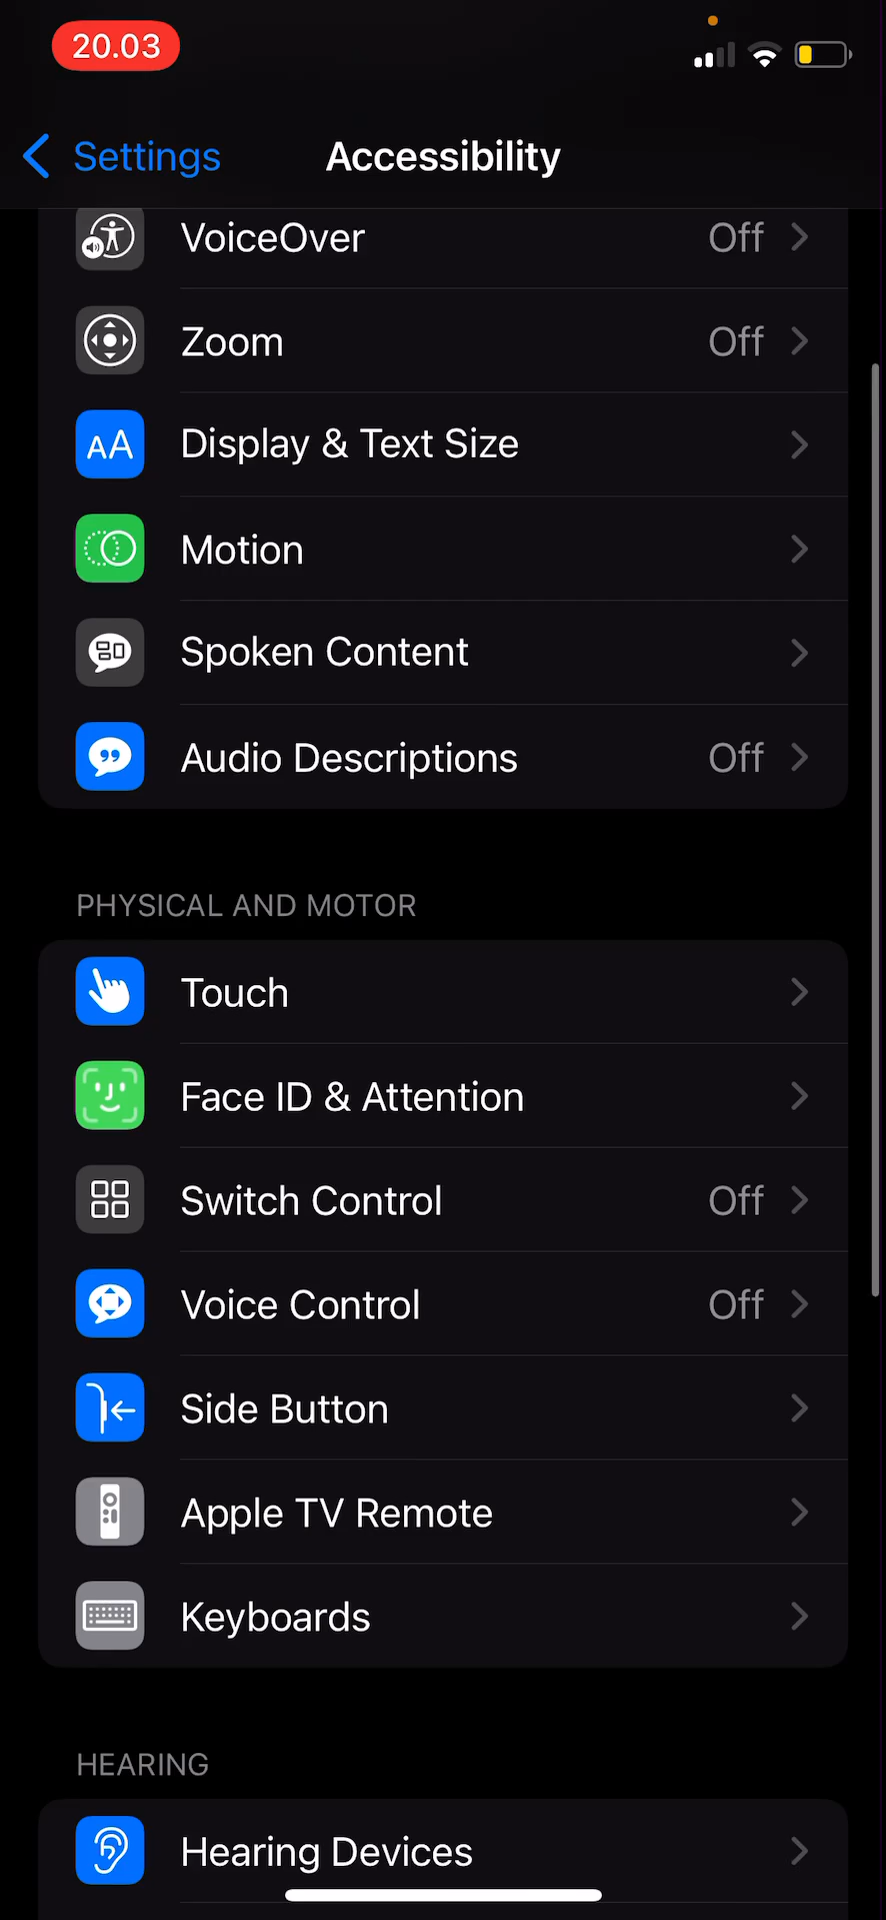 20.03
Settings
Accessibility
VoiceOver Off
Zoom Off
AA Display & Text Size
Motion
Spoken Content
Audio Descriptions Off
PHYSICAL AND MOTOR
Touch
Face ID & Attention
Switch Control Off
Voice Control Off
Side Button
Apple TV Remote
Keyboards
HEARING
Hearing Devices